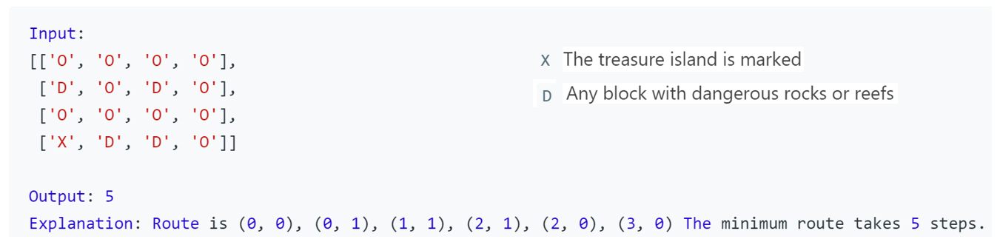 Input:
[['O', 'O', 'O', 'O'],
['D', 'O', 'D', 'O'],
['O', 'O', 'O', 'O'],
['X', 'D', 'D', 'O']]
X The treasure island is marked
D Any block with dangerous rocks or reefs
Output: 5
Explanation: Route is (0, 0), (0, 1), (1, 1), (2, 1), (2, 0), (3, 0) The minimum route takes 5 steps.